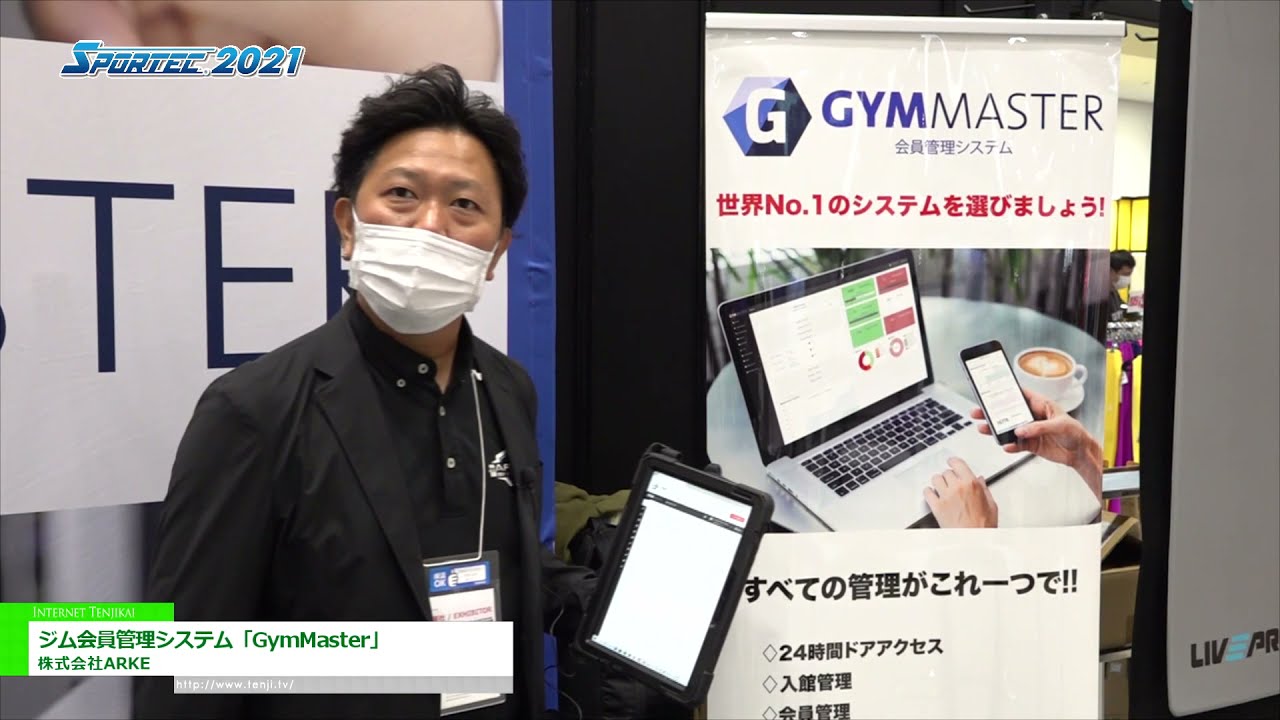 SPORTEC 2021
STER
G GYMMASTER
会員管理システム
世界No.1のシステムを選びましょう!
すべての管理がこれ一つで!!
◇24時間ドアアクセス
◇入館管理
◇会員管理
EXHIBITOR
INTERNET TENJIKAI
ジム会員管理システム「GymMaster」
株式会社ARKE
http://www.tenji.tv/